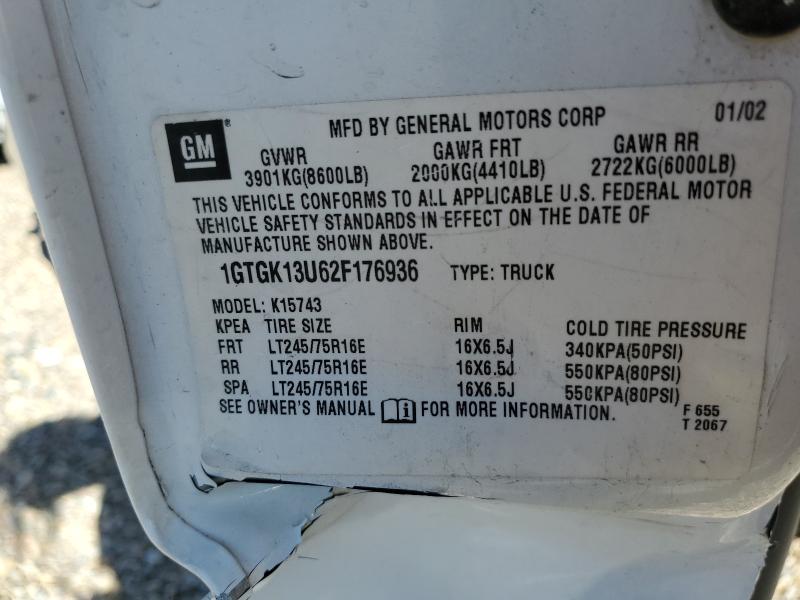 GM®
MFD BY GENERAL MOTORS CORP 01/02
GVWR GAWR FRT GAWR RR
3901KG(8600LB) 2000KG(4410LB) 2722KG(6000LB)
THIS VEHICLE CONFORMS TO ALL APPLICABLE U.S. FEDERAL MOTOR
VEHICLE SAFETY STANDARDS IN EFFECT ON THE DATE OF
MANUFACTURE SHOWN ABOVE.
1GTGK13U62F176936 TYPE: TRUCK
MODEL: K15743
KPEA TIRE SIZE RIM COLD TIRE PRESSURE
FRT LT245/75R16E 16X6.5J 340KPA(50PSI)
RR LT245/75R16E 16X6.5J 550KPA(80PSI)
SPA LT245/75R16E 16X6.5J 550KPA(80PSI)
SEE OWNER'S MANUAL i FOR MORE INFORMATION.
F 655
T 2067